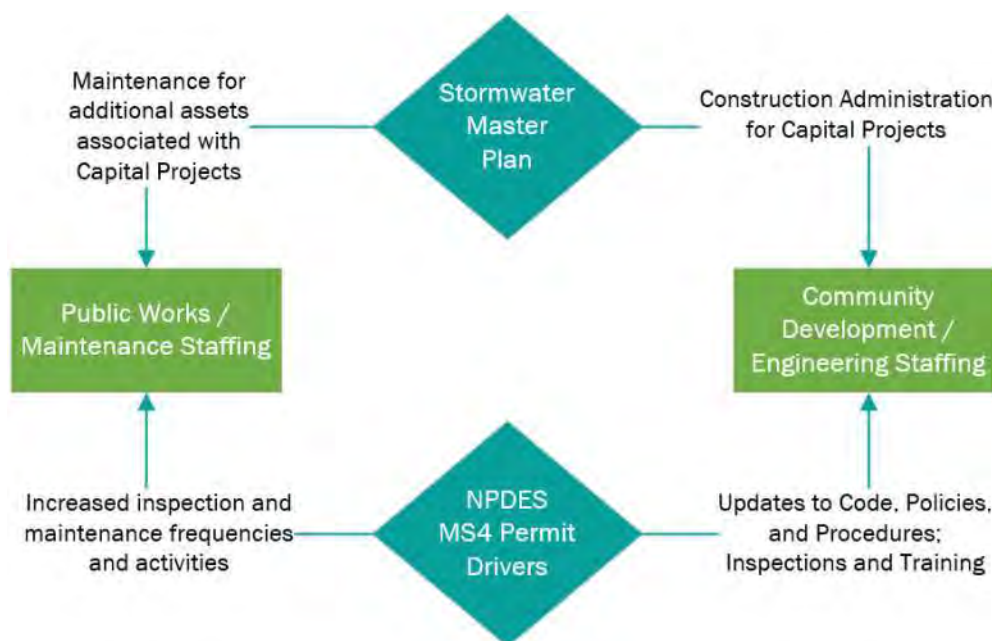 Maintenance for
additional assets
associated with
Capital Projects
Stormwater
Master
Plan
Construction Administration
for Capital Projects
Public Works /
Maintenance Staffing
Community
Development /
Engineering Staffing
Increased inspection and
maintenance frequencies
and activities
NPDES
MS4 Permit
Drivers
Updates to Code, Policies,
and Procedures;
Inspections and Training